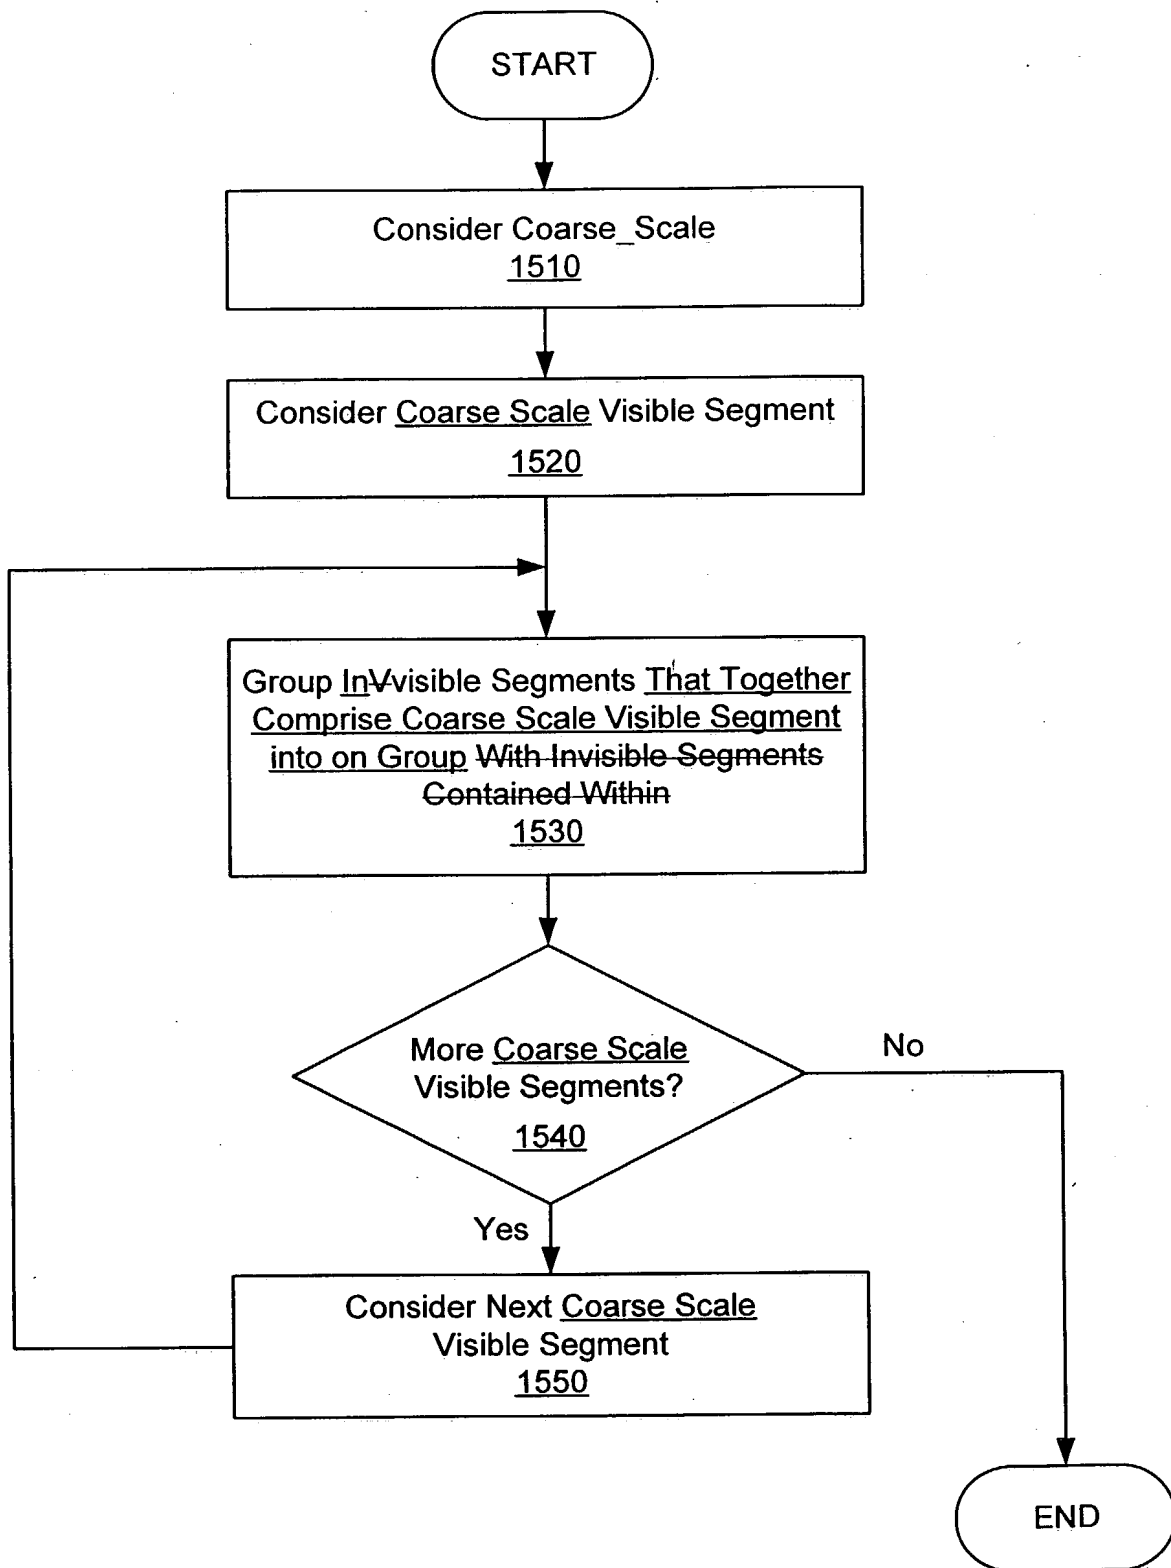 START
Consider Coarse_Scale
1510
Consider Coarse Scale Visible Segment
1520
Group InVvisible Segments That Together
Comprise Coarse Scale Visible Segment
into on Group With Invisible Segments
Contained Within
1530
More Coarse Scale
Visible Segments?
1540
No
Yes
Consider Next Coarse Scale
Visible Segment
1550
END